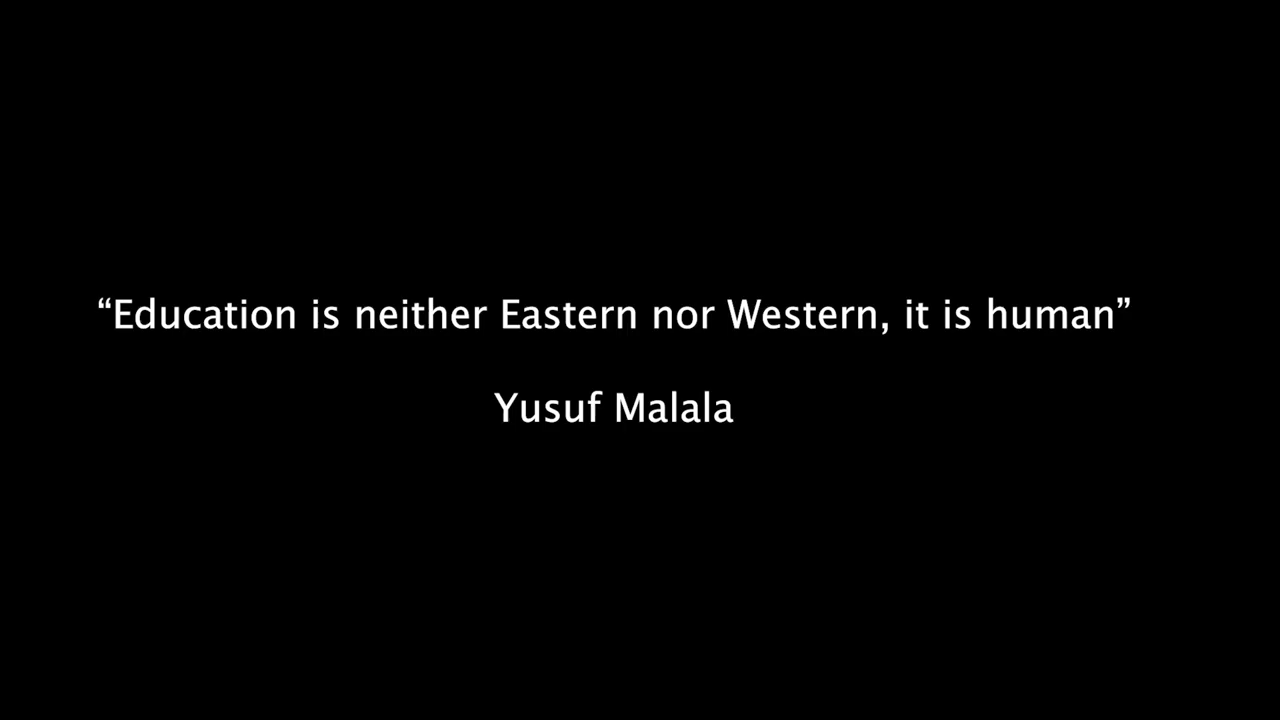 “Education is neither Eastern nor Western, it is human”
Yusuf Malala